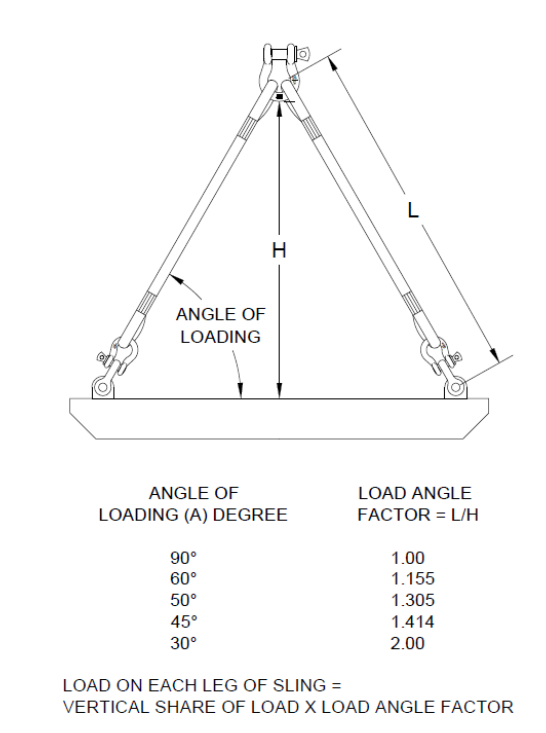 L
H
ANGLE OF
LOADING
ANGLE OF LOAD ANGLE
LOADING (A) DEGREE FACTOR = L/H
90° 1.00
60° 1.155
50° 1.305
45° 1.414
30° 2.00
LOAD ON EACH LEG OF SLING =
VERTICAL SHARE OF LOAD X LOAD ANGLE FACTOR